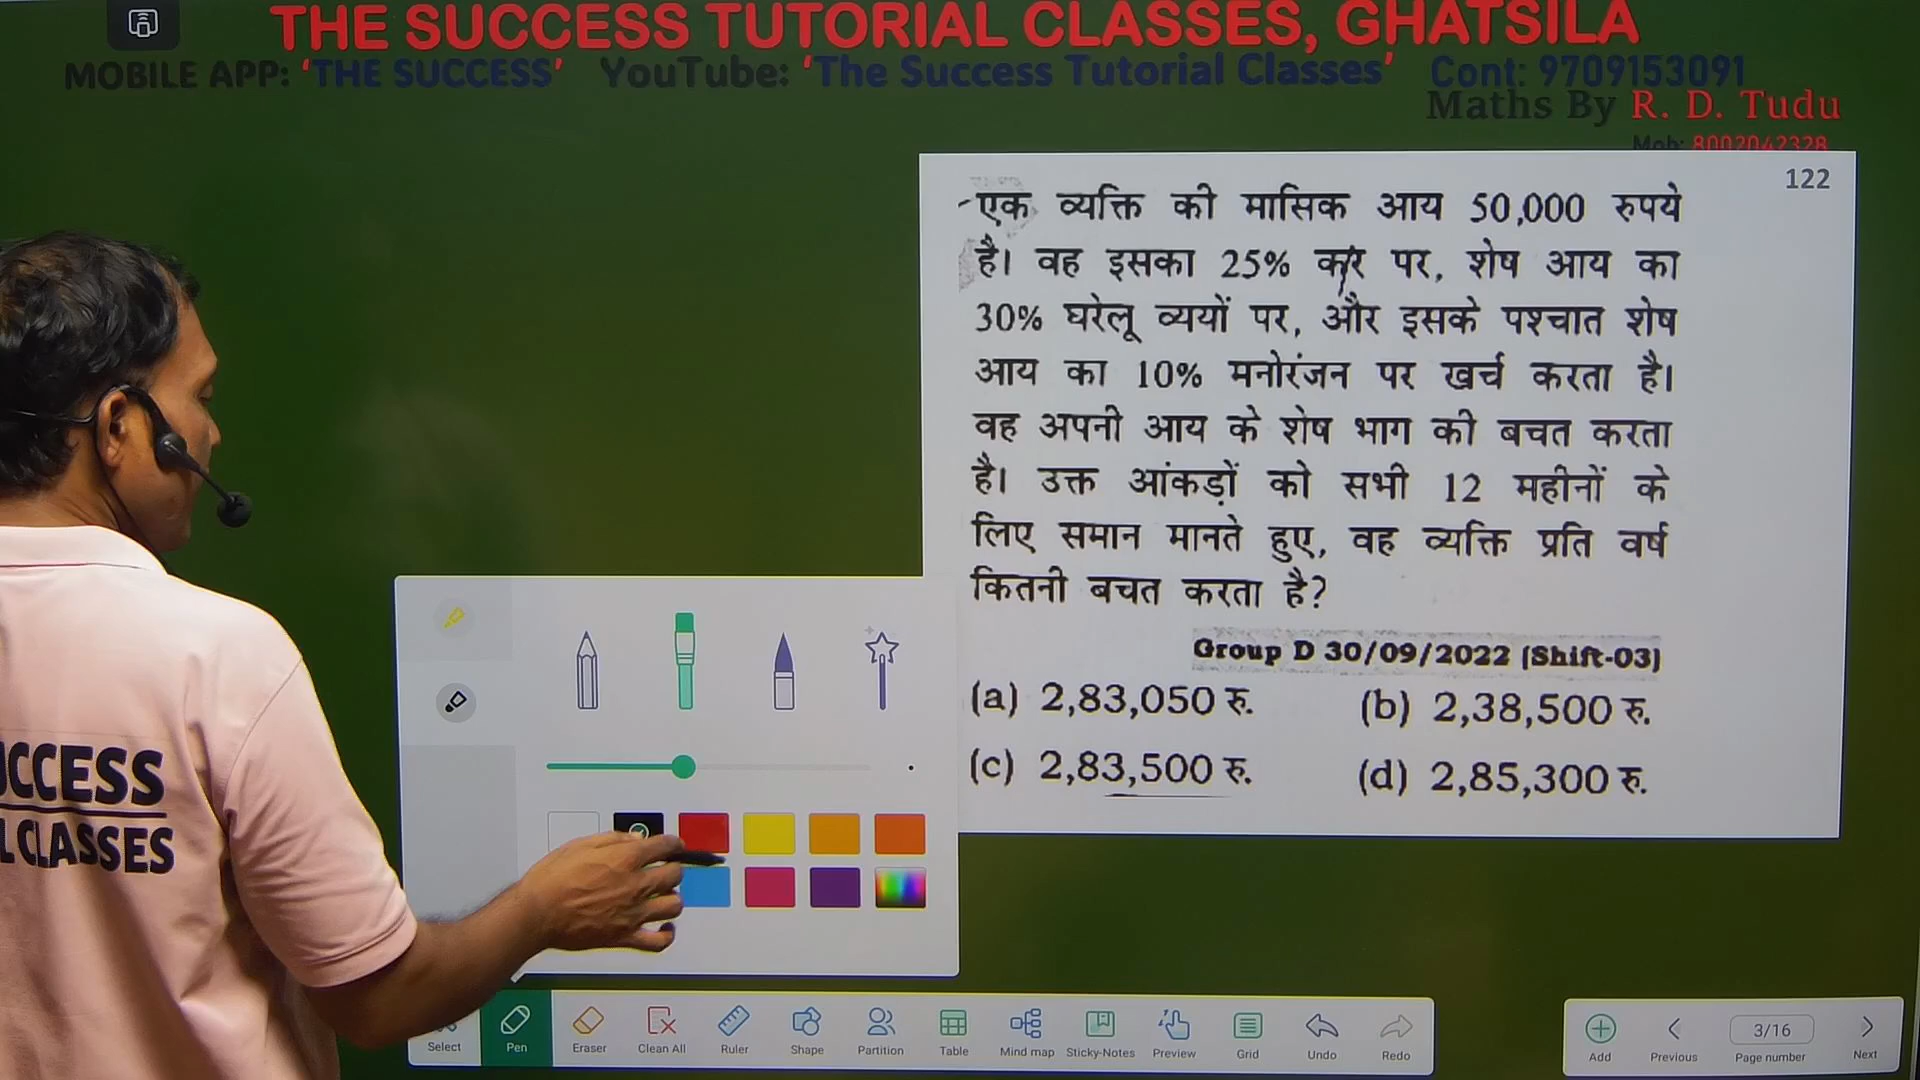 THE SUCCESS TUTORIAL CLASSES, GHATSILA
MOBILE APP: ‘THE SUCCESS’ YouTube: ‘The Success Tutorial Classes’ Cont: 9709153091
Maths By R. D. Tudu
Mob: 8002042328
122
एक व्यक्ति की मासिक आय 50,000 रुपये
है। वह इसका 25% कार पर, शेष आय का
30% घरेलू व्ययों पर, और इसके पश्चात शेष
आय का 10% मनोरंजन पर खर्च करता है।
वह अपनी आय के शेष भाग की बचत करता
है। उक्त आंकड़ों को सभी 12 महीनों के
लिए समान मानते हुए, वह व्यक्ति प्रति वर्ष
कितनी बचत करता है?
Group D 30/09/2022 (Shift-03)
(a) 2,83,050 रु. (b) 2,38,500 रु.
(c) 2,83,500 रु. (d) 2,85,300 रु.
CCESS
CLASSES
Select Pen Eraser Clean All Ruler Shape Partition Table Mind map Sticky-Notes Preview Grid Undo Redo
Add Previous 3/16 Page number Next